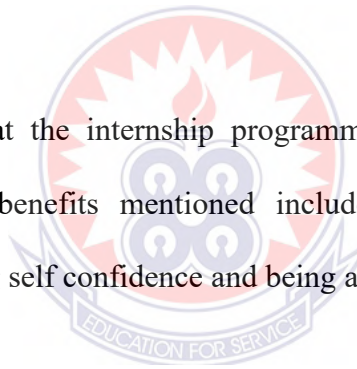 at the internship programm
benefits mentioned includ
self confidence and being a
EDUCATION FOR SERVICE